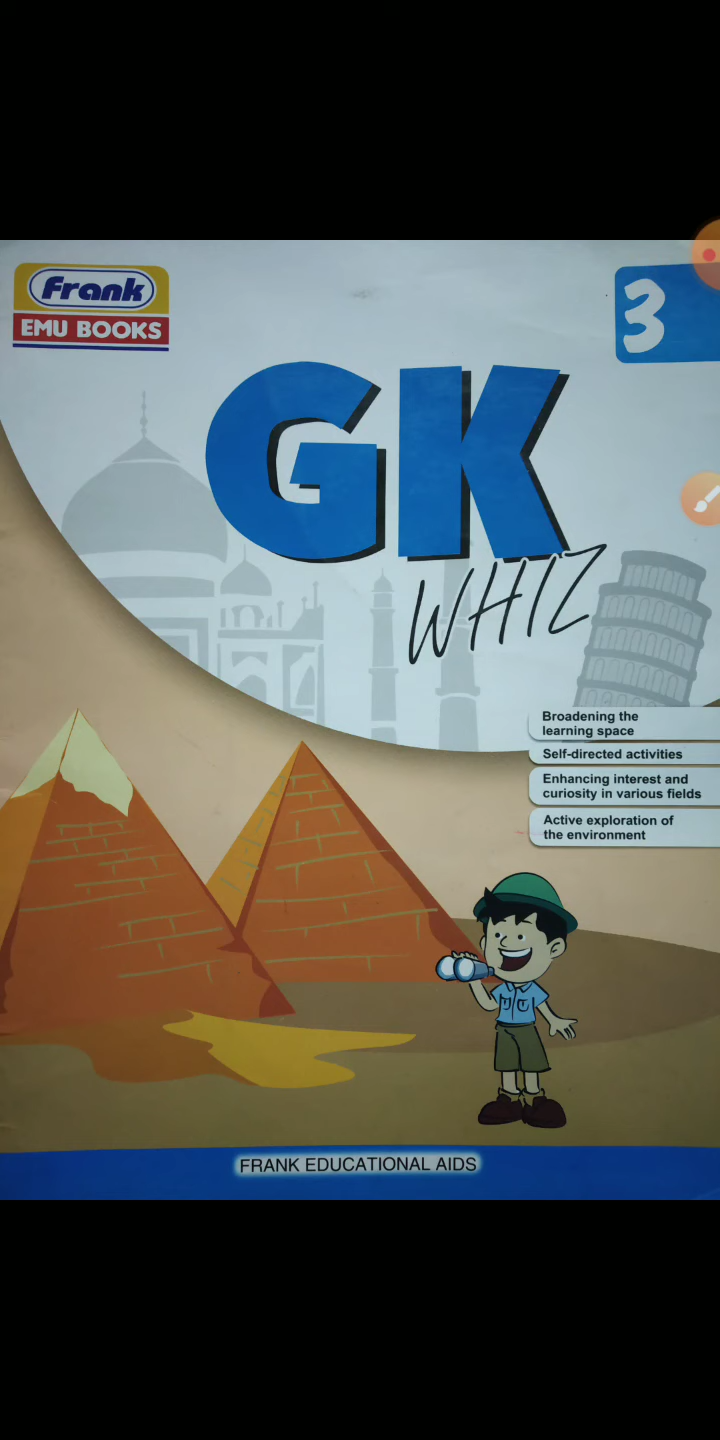 Frank
EMU BOOKS
3
GK
WHIZ
Broadening the
learning space
Self-directed activities
Enhancing interest and
curiosity in various fields
Active exploration of
the environment
FRANK EDUCATIONAL AIDS